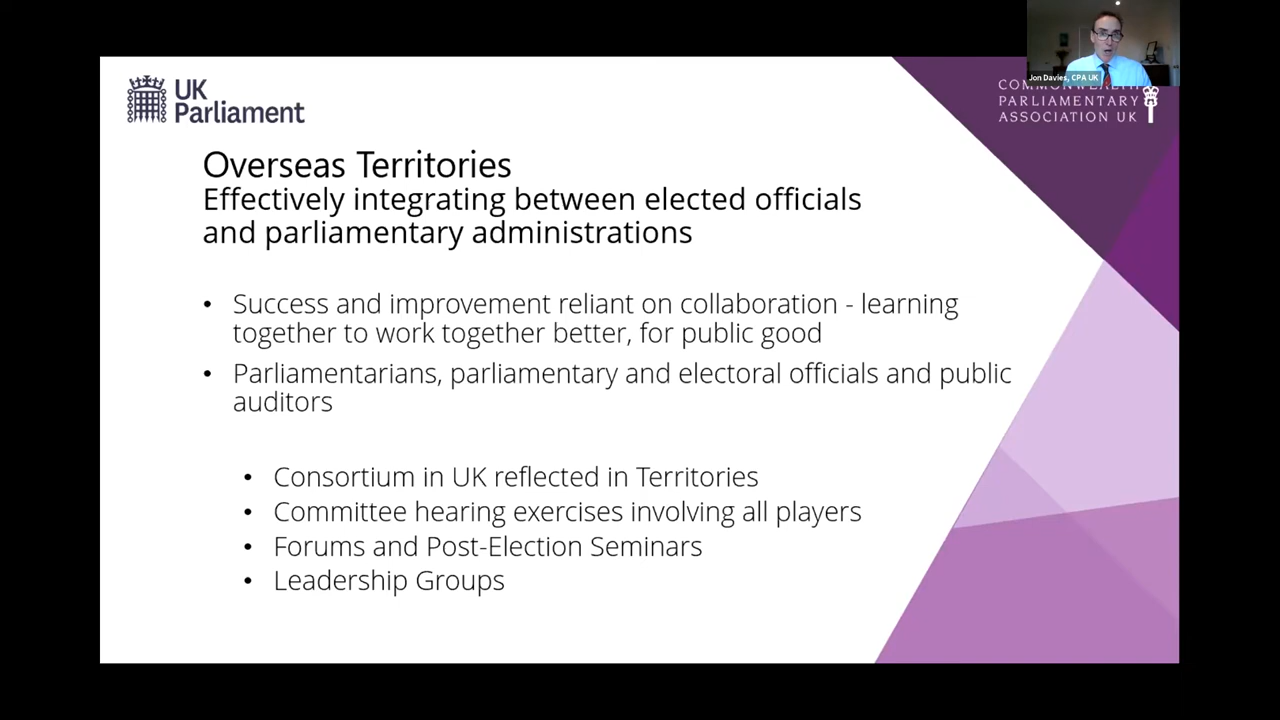 Jon Davies, CPA UK
UK
Parliament
COMMONWEALTH
PARLIAMENTARY
ASSOCIATION UK
Overseas Territories
Effectively integrating between elected officials
and parliamentary administrations
• Success and improvement reliant on collaboration - learning
together to work together better, for public good
• Parliamentarians, parliamentary and electoral officials and public
auditors
• Consortium in UK reflected in Territories
• Committee hearing exercises involving all players
• Forums and Post-Election Seminars
• Leadership Groups